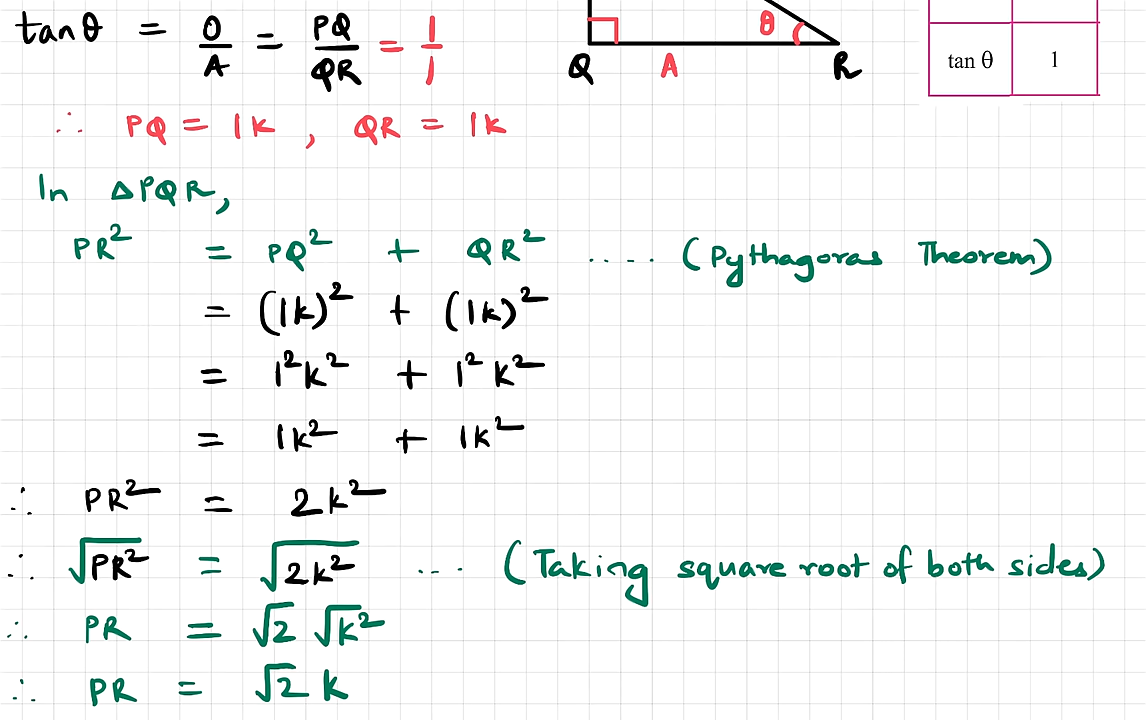 tan θ = O/A = PQ/QR = 1/1
θ
Q A R
tan θ 1
∴ PQ = 1k , QR = 1k
In △PQR,
PR² = PQ² + QR² .... (Pythagoras Theorem)
= (1k)² + (1k)²
= 1²k² + 1²k²
= 1k² + 1k²
∴ PR² = 2k²
∴ √PR² = √2k² ... (Taking square root of both sides)
∴ PR = √2 √k²
∴ PR = √2 k